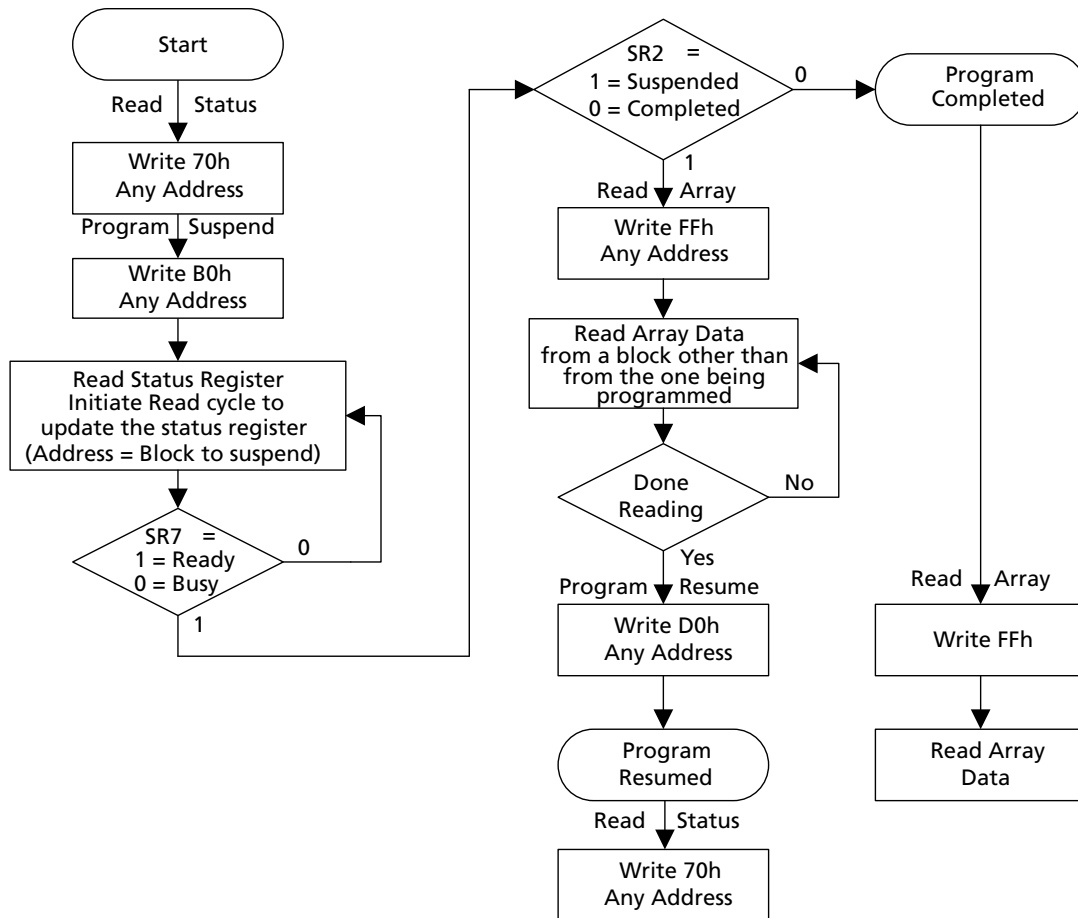 Start
Read Status
Write 70h
Any Address
Program Suspend
Write B0h
Any Address
Read Status Register
Initiate Read cycle to
update the status register
(Address = Block to suspend)
SR7 =
1 = Ready
0 = Busy
0
1
SR2 =
1 = Suspended
0 = Completed
0
1
Read Array
Write FFh
Any Address
Read Array Data
from a block other than
from the one being
programmed
Done
Reading
No
Yes
Program Resume
Write D0h
Any Address
Program
Resumed
Read Status
Write 70h
Any Address
Program
Completed
Read Array
Write FFh
Read Array
Data